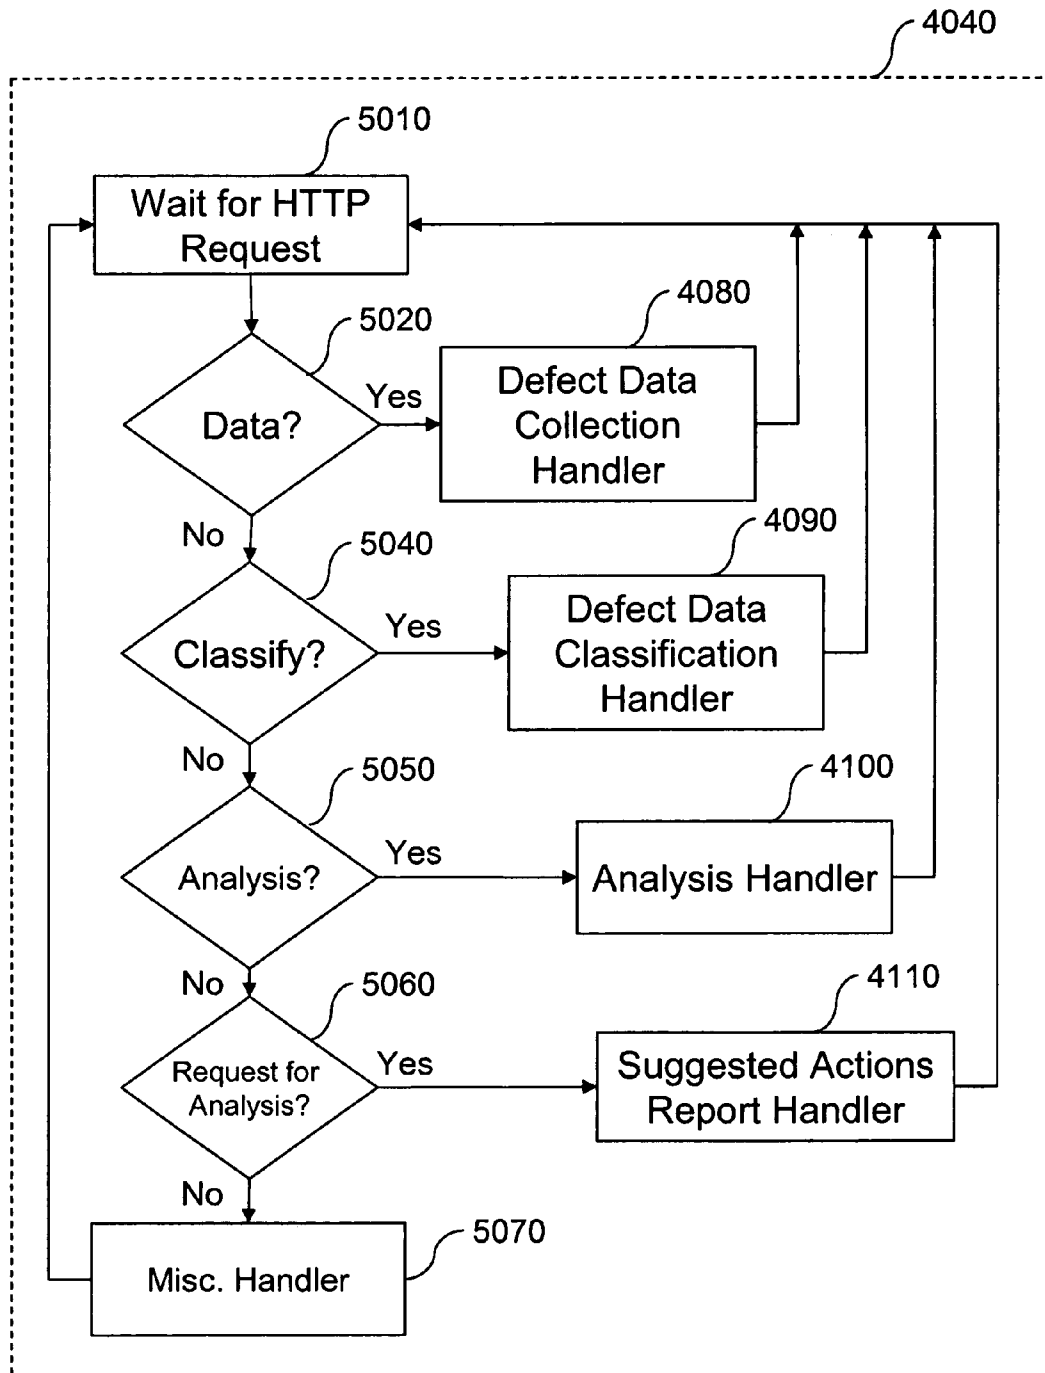 4040
5010
Wait for HTTP
Request
5020
4080
Data?
Yes
Defect Data
Collection
Handler
No
5040
4090
Classify?
Yes
Defect Data
Classification
Handler
No
5050
4100
Analysis?
Yes
Analysis Handler
No
5060
4110
Request for
Analysis?
Yes
Suggested Actions
Report Handler
No
5070
Misc. Handler